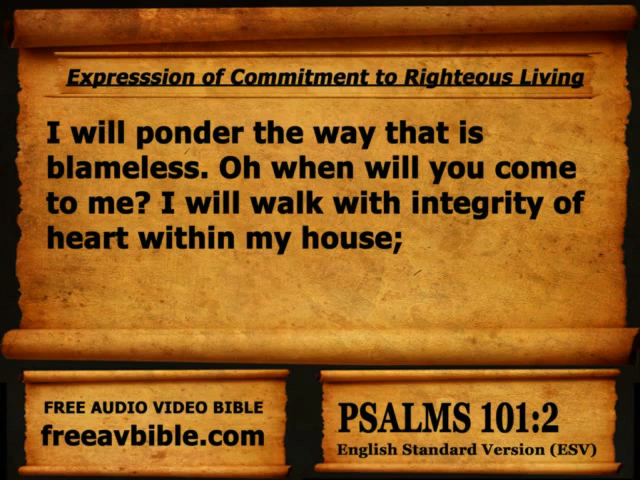 Expresssion of Commitment to Righteous Living
I will ponder the way that is
blameless. Oh when will you come
to me? I will walk with integrity of
heart within my house;
FREE AUDIO VIDEO BIBLE
freeavbible.com
PSALMS 101:2
English Standard Version (ESV)